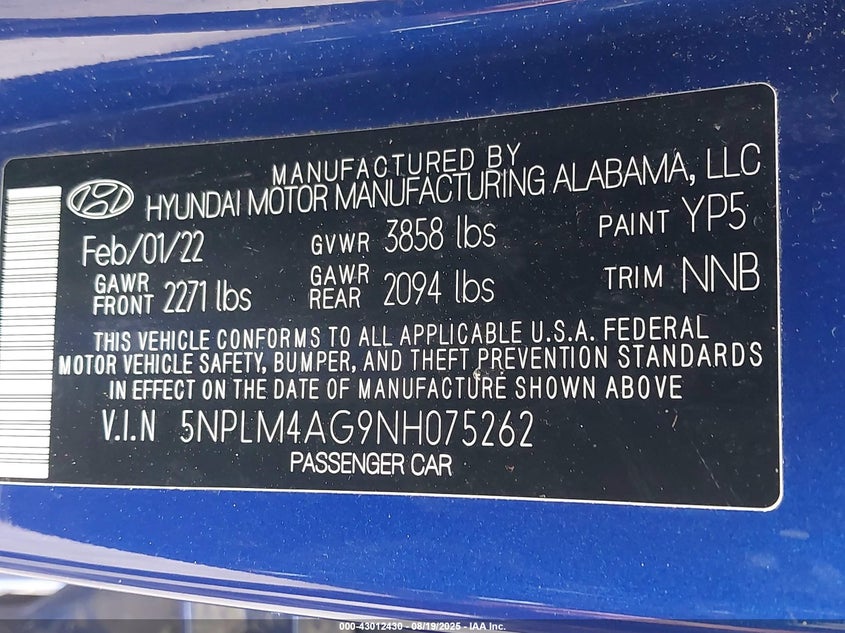 MANUFACTURED BY
HYUNDAI MOTOR MANUFACTURING ALABAMA, LLC
Feb/01/22 GVWR 3858 lbs PAINT YP5
GAWR FRONT 2271 lbs GAWR REAR 2094 lbs TRIM NNB
THIS VEHICLE CONFORMS TO ALL APPLICABLE U.S.A. FEDERAL
MOTOR VEHICLE SAFETY, BUMPER, AND THEFT PREVENTION STANDARDS
IN EFFECT ON THE DATE OF MANUFACTURE SHOWN ABOVE
V.I.N 5NPLM4AG9NH075262
PASSENGER CAR
000-43012430 - 08/19/2025 - IAA Inc.